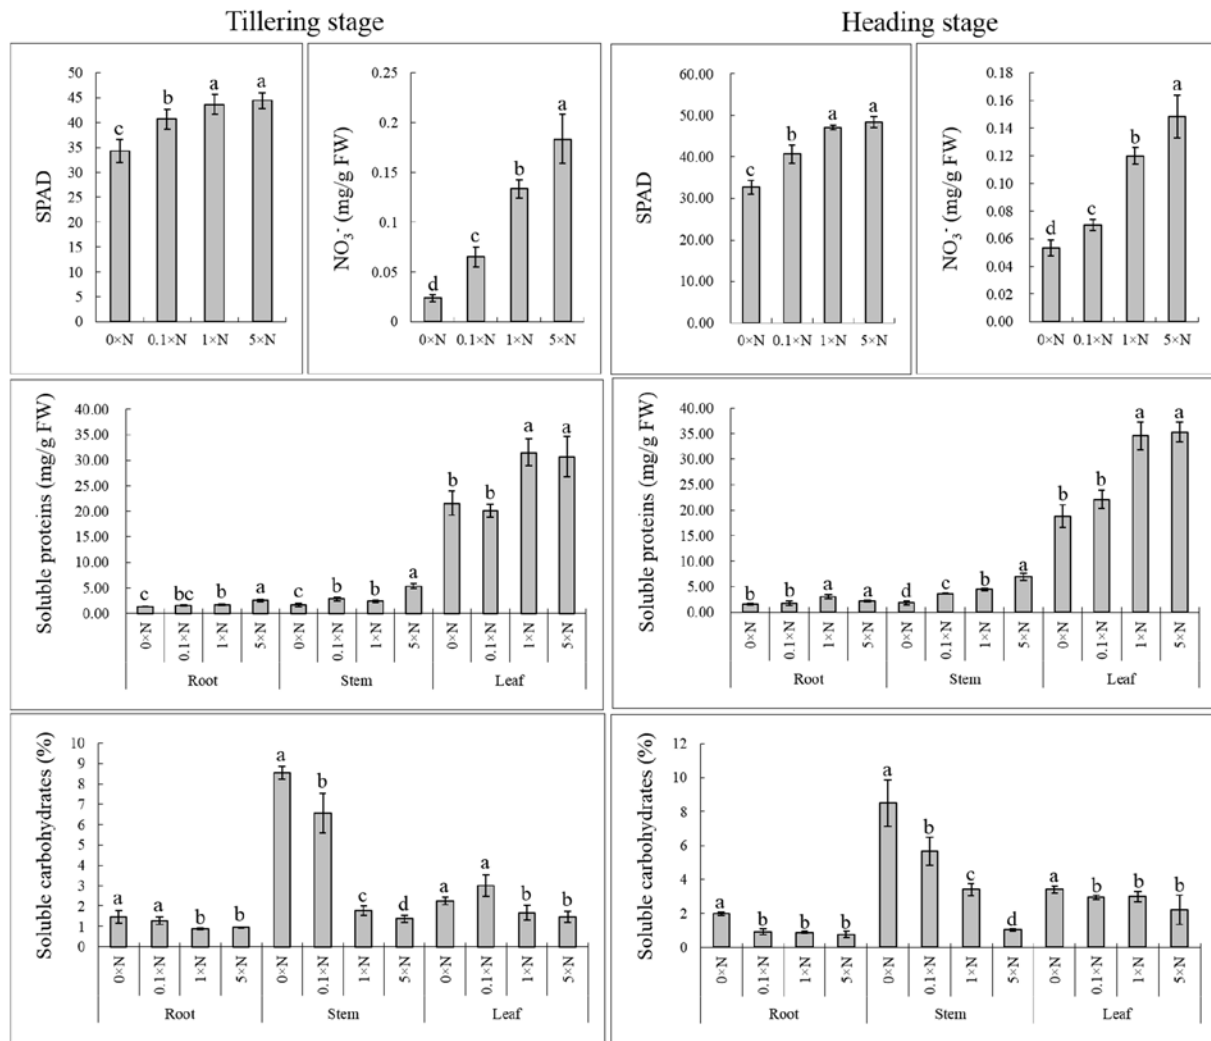 Tillering stage
Heading stage
SPAD
50
45
40
35
30
25
20
15
10
5
0
c
b
a
a
0×N 0.1×N 1×N 5×N
NO₃⁻ (mg/g FW)
0.25
0.2
0.15
0.1
0.05
0
d
c
b
a
0×N 0.1×N 1×N 5×N
SPAD
60.00
50.00
40.00
30.00
20.00
10.00
0.00
c
b
a
a
0×N 0.1×N 1×N 5×N
NO₃⁻ (mg/g FW)
0.18
0.16
0.14
0.12
0.10
0.08
0.06
0.04
0.02
0.00
d
c
b
a
0×N 0.1×N 1×N 5×N
Soluble proteins (mg/g FW)
40.00
35.00
30.00
25.00
20.00
15.00
10.00
5.00
0.00
c bc b a c b b a b b a a
0×N 0.1×N 1×N 5×N 0×N 0.1×N 1×N 5×N 0×N 0.1×N 1×N 5×N
Root Stem Leaf
Soluble proteins (mg/g FW)
40.00
35.00
30.00
25.00
20.00
15.00
10.00
5.00
0.00
b b a a d c b a b b a a
0×N 0.1×N 1×N 5×N 0×N 0.1×N 1×N 5×N 0×N 0.1×N 1×N 5×N
Root Stem Leaf
Soluble carbohydrates (%)
10
9
8
7
6
5
4
3
2
1
0
a a b b a b c d a a b b
0×N 0.1×N 1×N 5×N 0×N 0.1×N 1×N 5×N 0×N 0.1×N 1×N 5×N
Root Stem Leaf
Soluble carbohydrates (%)
12
10
8
6
4
2
0
a b b b a b c d a b b b
0×N 0.1×N 1×N 5×N 0×N 0.1×N 1×N 5×N 0×N 0.1×N 1×N 5×N
Root Stem Leaf